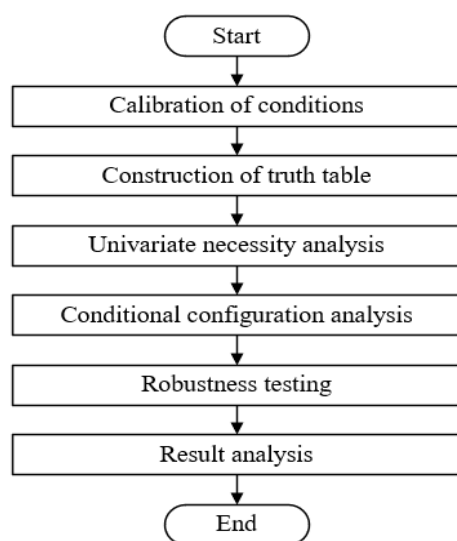 Start
Calibration of conditions
Construction of truth table
Univariate necessity analysis
Conditional configuration analysis
Robustness testing
Result analysis
End